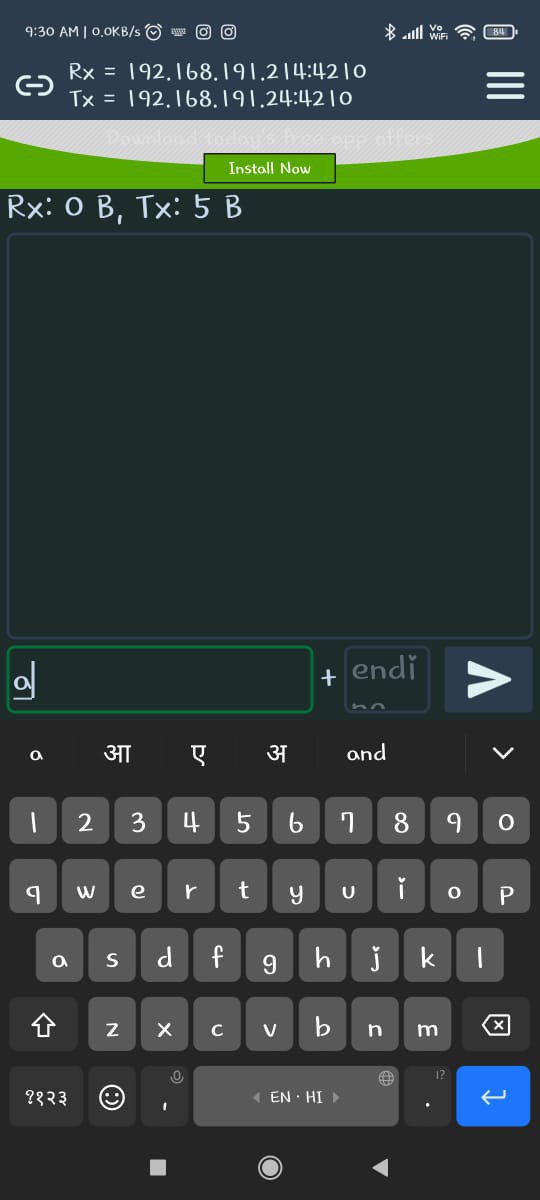 9:30 AM | 0.0KB/s
Vo WiFi 84
Rx = 192.168.191.214:4210
Tx = 192.168.191.24:4210
Download today's free app offers
Install Now
Rx: 0 B, Tx: 5 B
a + endi
a आ ए अ and
1 2 3 4 5 6 7 8 9 0
q w e r t y u i o p
a s d f g h j k l
z x c v b n m
?१२३ , EN · HI . !?